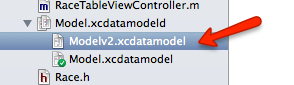 RaceTableViewController.m
Model.xcdatamodeld
Modelv2.xcdatamodel
Model.xcdatamodel
Race.h